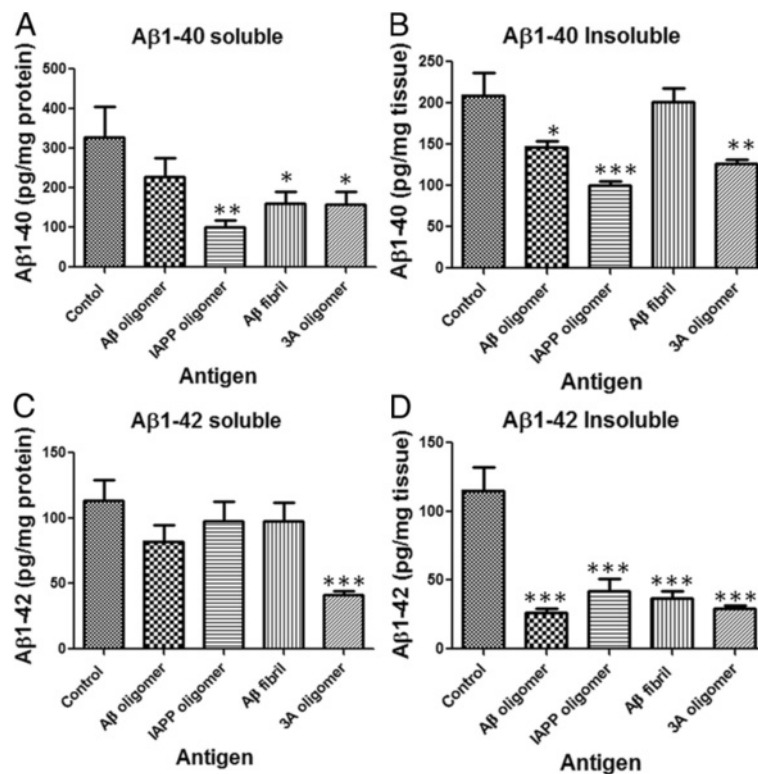 A
Aβ1-40 soluble
Aβ1-40 (pg/mg protein)
500
400
300
200
100
0
**
*
*
Contol
Aβ oligomer
IAPP oligomer
Aβ fibril
3A oligomer
Antigen
B
Aβ1-40 Insoluble
Aβ1-40 (pg/mg tissue)
250
200
150
100
50
0
*
***
**
Control
Aβ oligomer
IAPP oligomer
Aβ fibril
3A oligomer
Antigen
C
Aβ1-42 soluble
Aβ1-42 (pg/mg protein)
150
100
50
0
***
Control
Aβ oligomer
IAPP oligomer
Aβ fibril
3A oligomer
Antigen
D
Aβ1-42 Insoluble
Aβ1-42 (pg/mg tissue)
150
100
50
0
***
***
***
***
Control
Aβ oligomer
IAPP oligomer
Aβ fibril
3A oligomer
Antigen